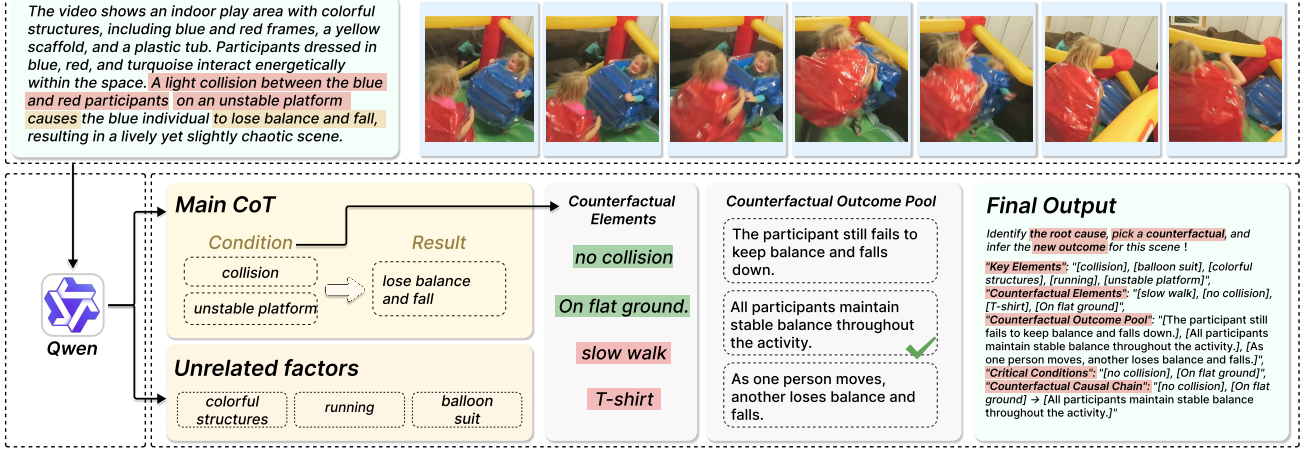 The video shows an indoor play area with colorful
structures, including blue and red frames, a yellow
scaffold, and a plastic tub. Participants dressed in
blue, red, and turquoise interact energetically
within the space. A light collision between the blue
and red participants on an unstable platform
causes the blue individual to lose balance and fall,
resulting in a lively yet slightly chaotic scene.
Qwen
Main CoT
Condition
Result
collision
unstable platform
lose balance
and fall
Unrelated factors
colorful
structures
running
balloon
suit
Counterfactual
Elements
no collision
On flat ground.
slow walk
T-shirt
Counterfactual Outcome Pool
The participant still fails to
keep balance and falls
down.
All participants maintain
stable balance throughout
the activity.
As one person moves,
another loses balance and
falls.
Final Output
Identify the root cause, pick a counterfactual, and
infer the new outcome for this scene !
"Key Elements": "[collision], [balloon suit], [colorful
structures], [running], [unstable platform]",
"Counterfactual Elements": "[slow walk], [no collision],
[T-shirt], [On flat ground]",
"Counterfactual Outcome Pool": "[The participant still
fails to keep balance and falls down.], [All participants
maintain stable balance throughout the activity.], [As
one person moves, another loses balance and falls.]",
"Critical Conditions": "[no collision], [On flat ground]",
"Counterfactual Causal Chain": "[no collision], [On flat
ground] → [All participants maintain stable balance
throughout the activity.]"